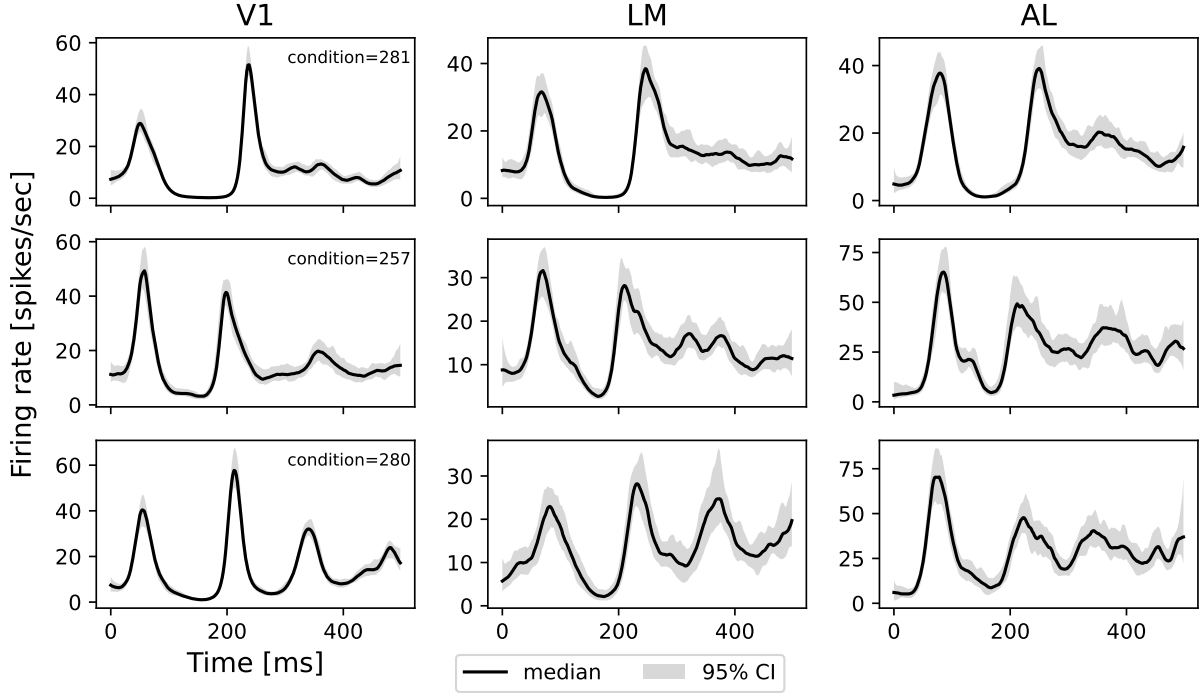 V1 LM AL
Firing rate [spikes/sec]
60 40 20 0
condition=281
40 20 0
40 20 0
60 40 20 0
condition=257
30 20 10
75 50 25 0
60 40 20 0
condition=280
30 20 10 0
75 50 25 0
0 200 400
0 200 400
0 200 400
Time [ms]
median 95% CI